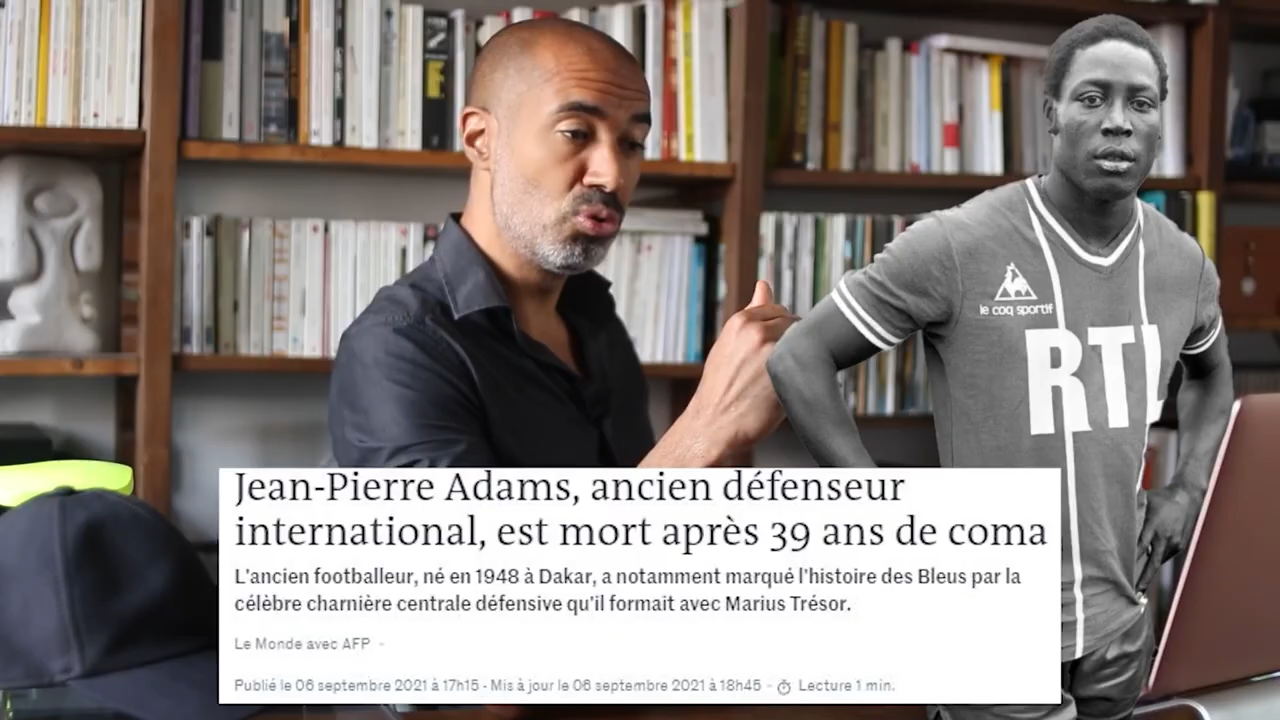 le coq sportif
RTL
Jean-Pierre Adams, ancien défenseur
international, est mort après 39 ans de coma
L'ancien footballeur, né en 1948 à Dakar, a notamment marqué l'histoire des Bleus par la
célèbre charnière centrale défensive qu'il formait avec Marius Trésor.
Le Monde avec AFP -
Publié le 06 septembre 2021 à 17h15 - Mis à jour le 06 septembre 2021 à 18h45 - Lecture 1 min.